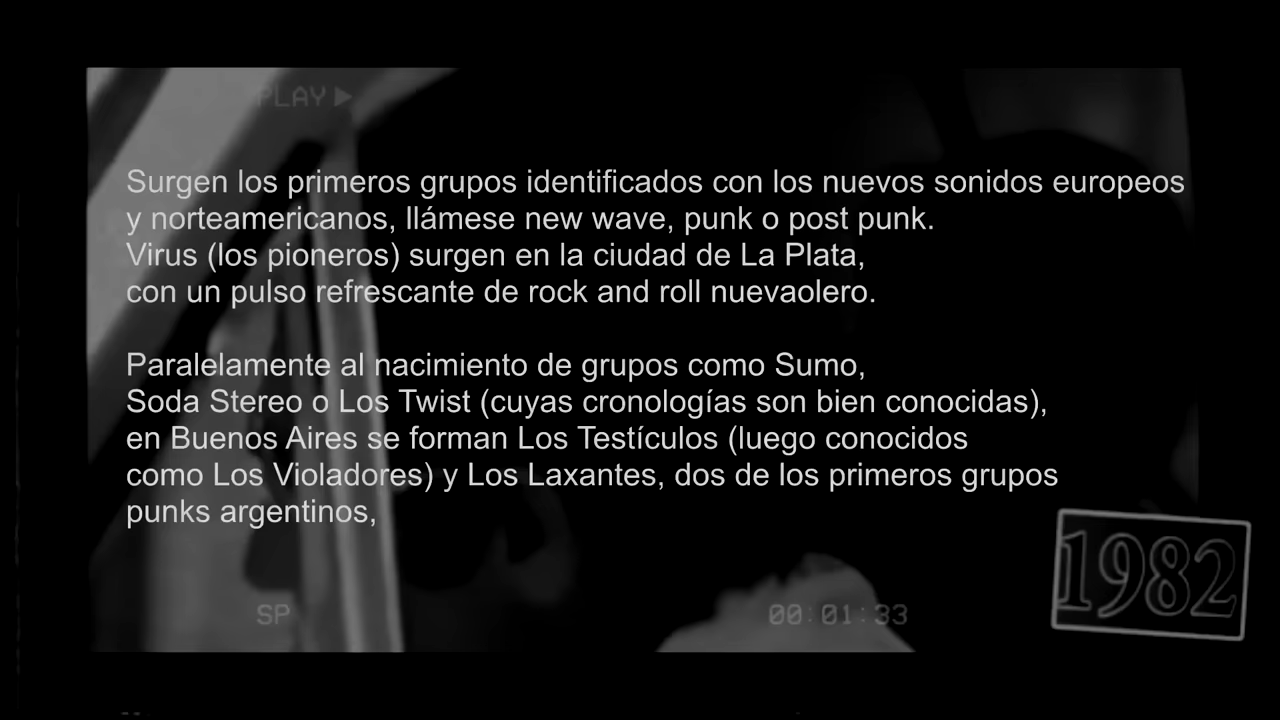 PLAY
Surgen los primeros grupos identificados con los nuevos sonidos europeos
y norteamericanos, llámese new wave, punk o post punk.
Virus (los pioneros) surgen en la ciudad de La Plata,
con un pulso refrescante de rock and roll nuevaolero.
Paralelamente al nacimiento de grupos como Sumo,
Soda Stereo o Los Twist (cuyas cronologías son bien conocidas),
en Buenos Aires se forman Los Testículos (luego conocidos
como Los Violadores) y Los Laxantes, dos de los primeros grupos
punks argentinos,
1982
SP
00:01:33